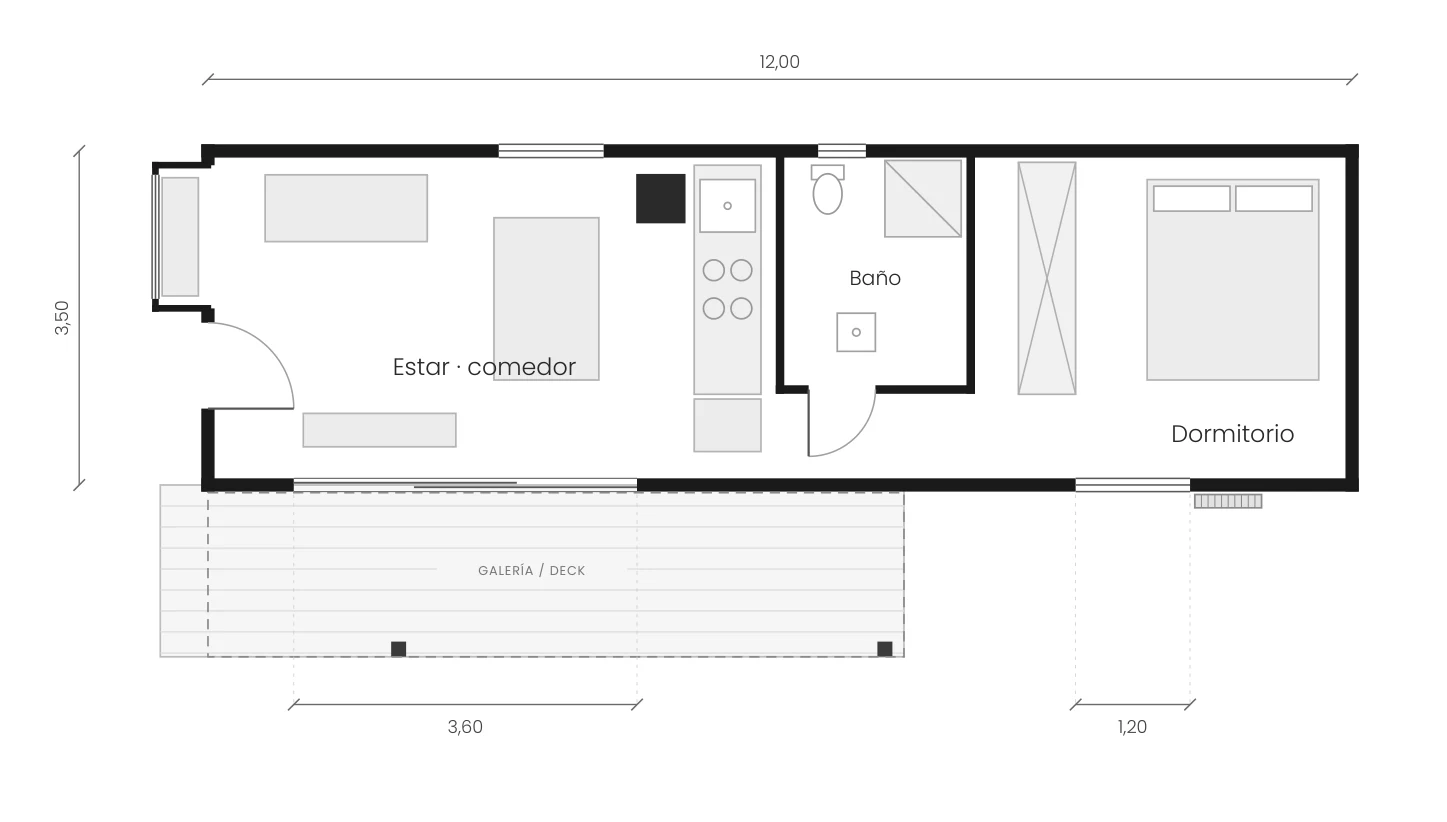 12,00
3,50
Baño
Estar · comedor
Dormitorio
GALERÍA / DECK
3,60
1,20